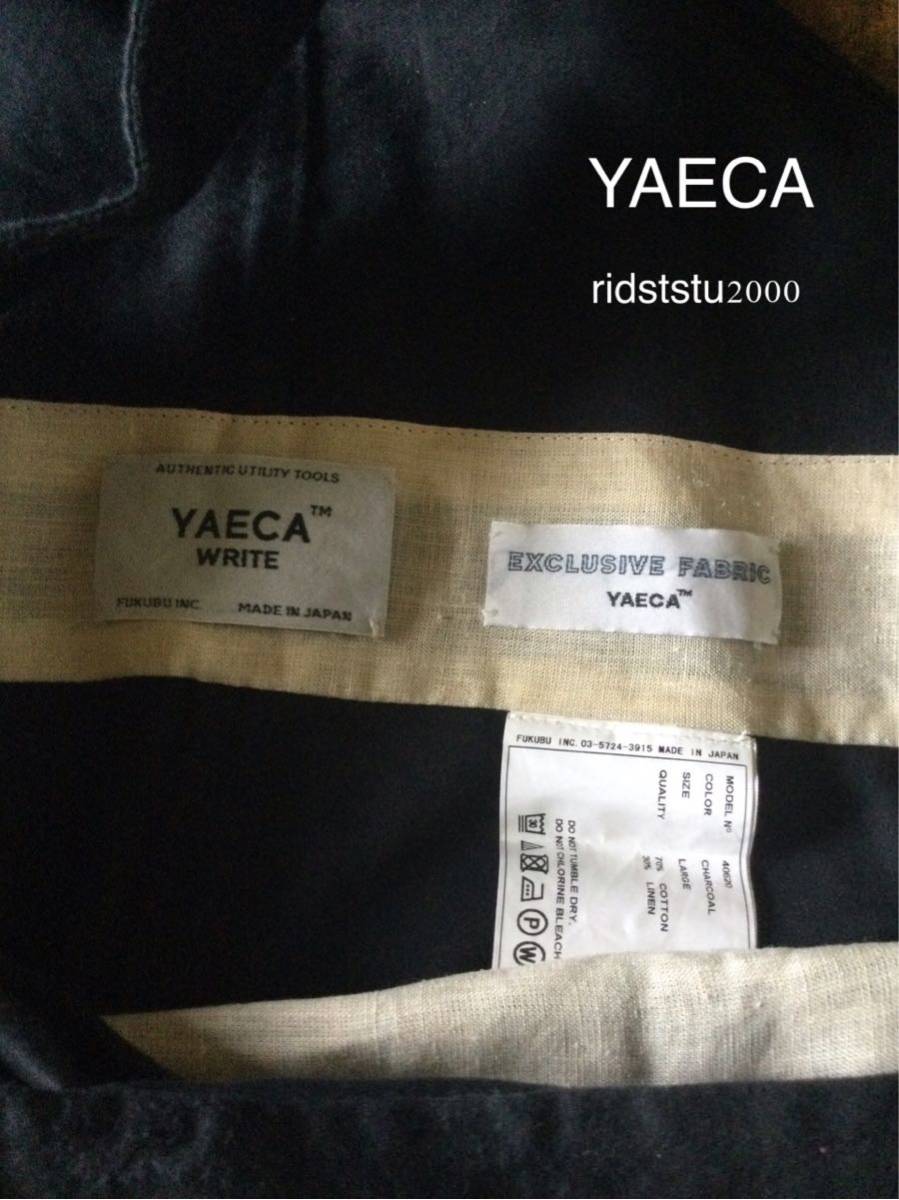 YAECA
ridststu2000
AUTHENTIC UTILITY TOOLS
YAECA™
WRITE
FUKUBU INC. MADE IN JAPAN
EXCLUSIVE FABRIC
YAECA™
FUKUBU INC. 03-5724-3915 MADE IN JAPAN
MODEL Nº 40620
COLOR CHARCOAL
SIZE LARGE
QUALITY 70% COTTON
30% LINEN
DO NOT TUMBLE DRY.
DO NOT CHLORINE BLEACH
30
P
W